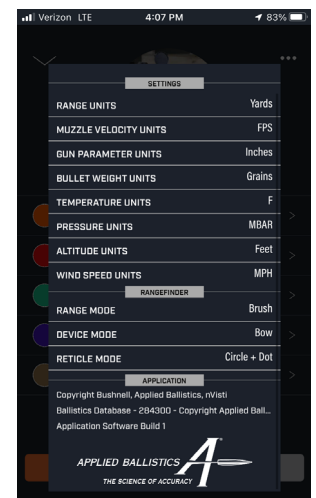 Verizon LTE 4:07 PM 83%
SETTINGS
RANGE UNITS Yards
MUZZLE VELOCITY UNITS FPS
GUN PARAMETER UNITS Inches
BULLET WEIGHT UNITS Grains
TEMPERATURE UNITS F
PRESSURE UNITS MBAR
ALTITUDE UNITS Feet
WIND SPEED UNITS MPH
RANGEFINDER
RANGE MODE Brush
DEVICE MODE Bow
RETICLE MODE Circle + Dot
APPLICATION
Copyright Bushnell, Applied Ballistics, nVisti
Ballistics Database - 284300 - Copyright Applied Ball...
Application Software Build 1
APPLIED BALLISTICS
THE SCIENCE OF ACCURACY